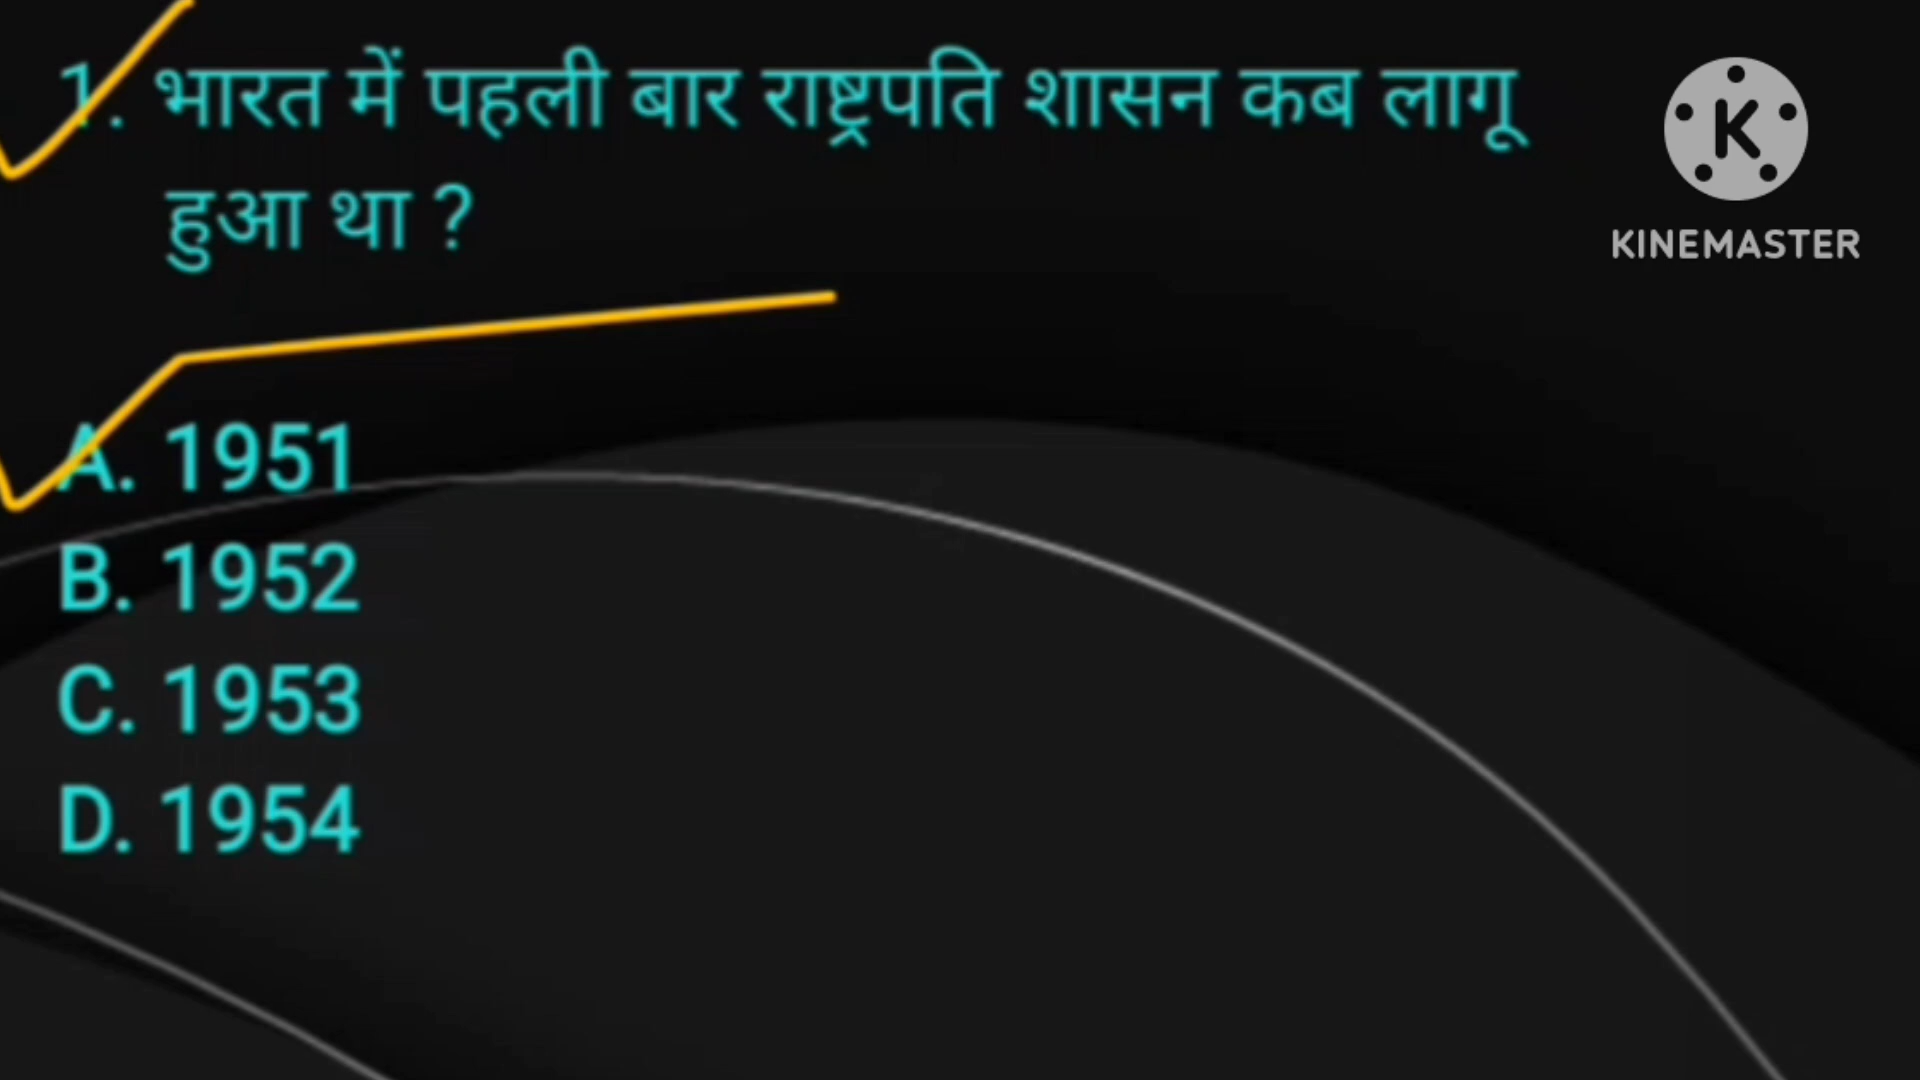 1. भारत में पहली बार राष्ट्रपति शासन कब लागू
हुआ था ?
KINEMASTER
A. 1951
B. 1952
C. 1953
D. 1954